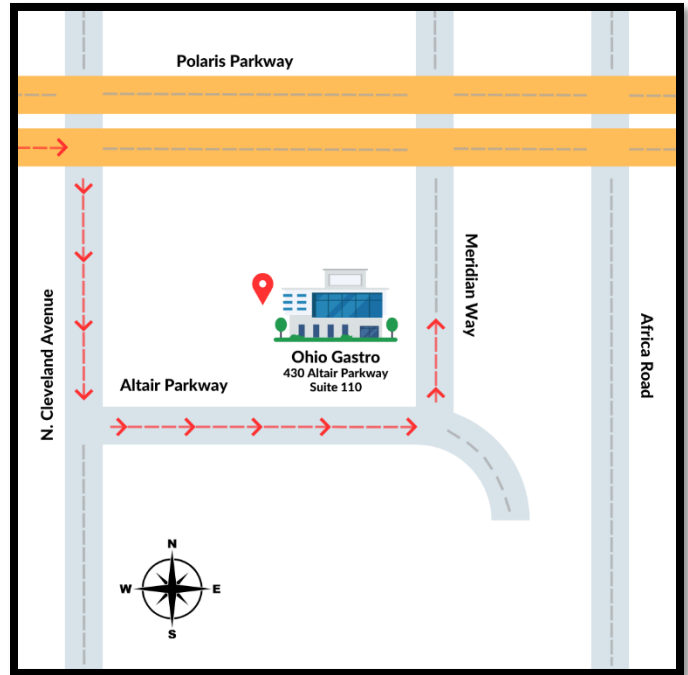 Polaris Parkway
N. Cleveland Avenue
Meridian Way
Africa Road
Ohio Gastro
430 Altair Parkway
Suite 110
Altair Parkway
N
W
E
S